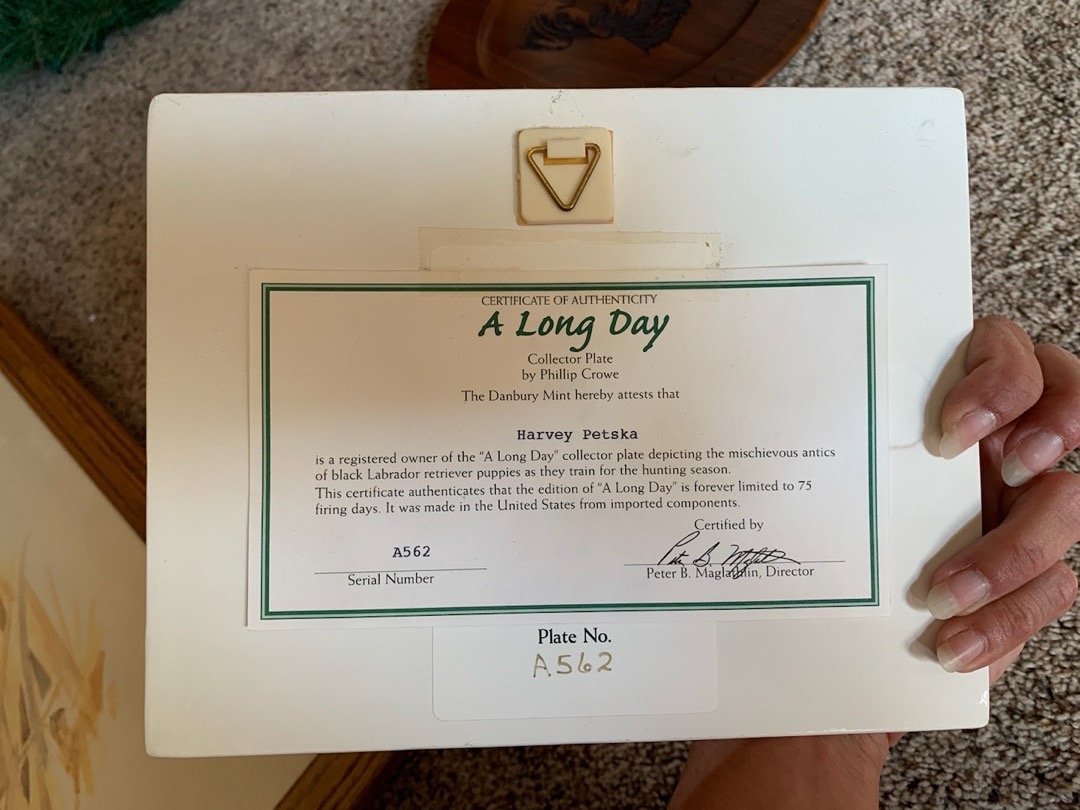 CERTIFICATE OF AUTHENTICITY
A Long Day
Collector Plate
by Phillip Crowe
The Danbury Mint hereby attests that
Harvey Petska
is a registered owner of the "A Long Day" collector plate depicting the mischievous antics
of black Labrador retriever puppies as they train for the hunting season.
This certificate authenticates that the edition of "A Long Day" is forever limited to 75
firing days. It was made in the United States from imported components.
Certified by
A562
Serial Number
Peter B. Maglathlin, Director
Plate No.
A562